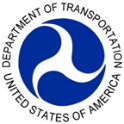 DEPARTMENT OF TRANSPORTATION
UNITED STATES OF AMERICA